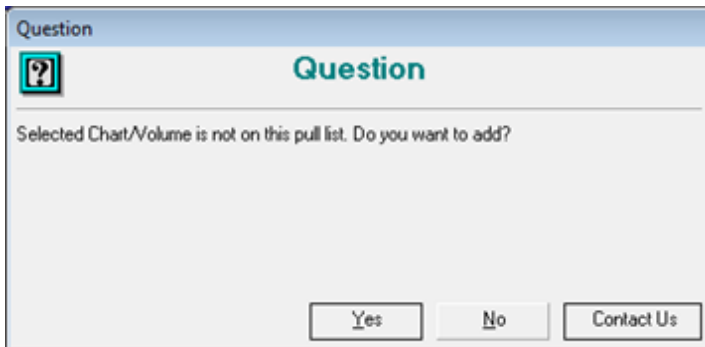 Question
?
Question
Selected Chart/Volume is not on this pull list. Do you want to add?
Yes No Contact Us